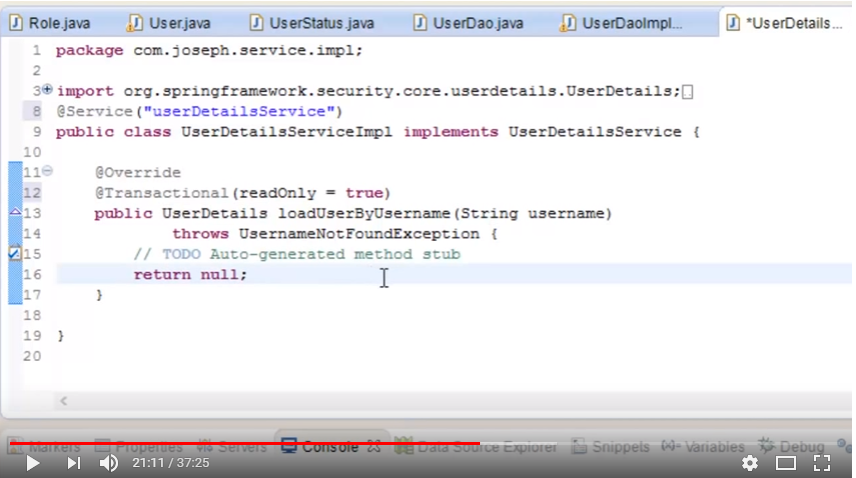 Role.java User.java UserStatus.java UserDao.java UserDaoImpl... *UserDetails...
1 package com.joseph.service.impl;
2
3 import org.springframework.security.core.userdetails.UserDetails;
8 @Service("userDetailsService")
9 public class UserDetailsServiceImpl implements UserDetailsService {
10
11 @Override
12 @Transactional(readOnly = true)
13 public UserDetails loadUserByUsername(String username)
14 throws UsernameNotFoundException {
15 // TODO Auto-generated method stub
16 return null;
17 }
18
19 }
20
Markers Properties Servers Console Data Source Explorer Snippets Variables Debug
21:11 / 37:25